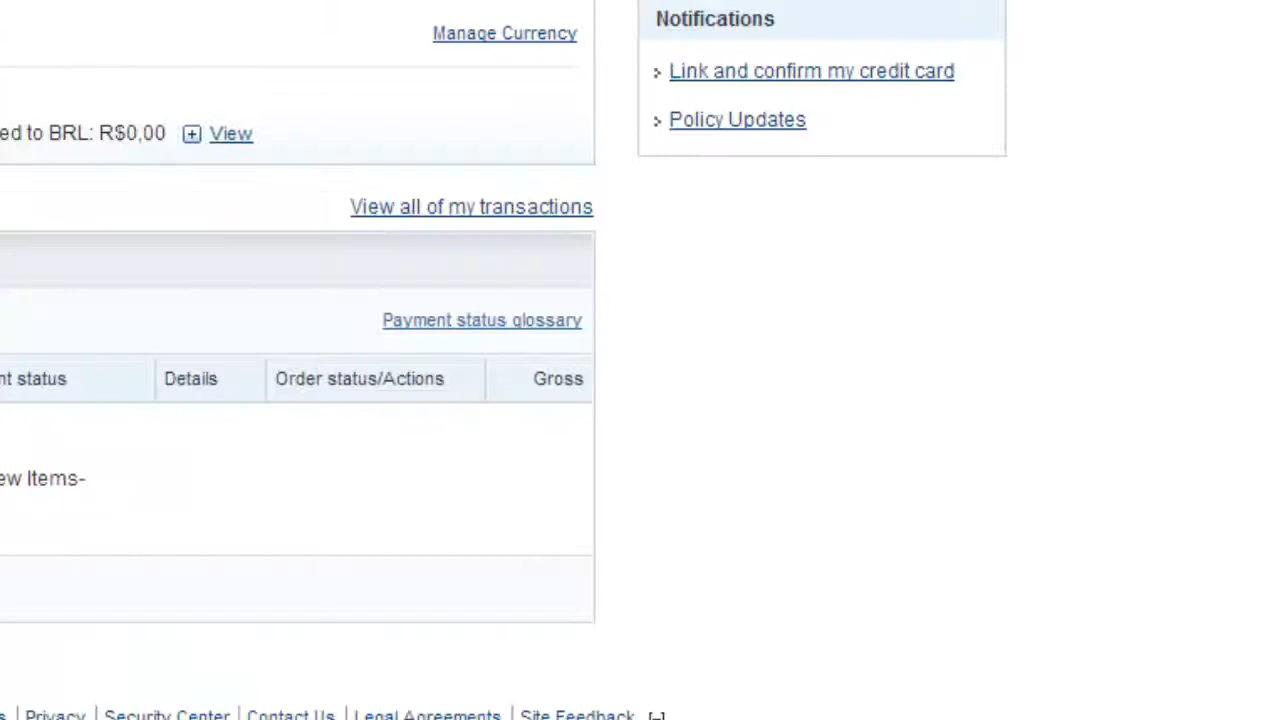 Manage Currency
ed to BRL: R$0,00 View
View all of my transactions
Payment status glossary
nt status Details Order status/Actions Gross
ew Items-
Notifications
Link and confirm my credit card
Policy Updates
s Privacy Security Center Contact Us Legal Agreements Site Feedback [-]